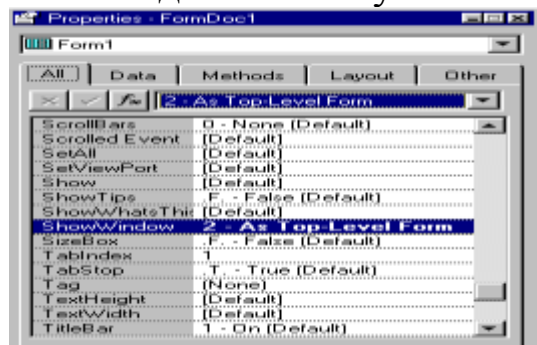 Properties - FormDoc1
Form1
All Data Methods Layout Other
2 - As Top-Level Form
ScrollBars 0 - None (Default)
Scrolled Event [Default]
SetAll [Default]
SetViewPort [Default]
Show [Default]
ShowTips .F. - False (Default)
ShowWhatsThis [Default]
ShowWindow 2 - As Top-Level Form
SizeBox .F. - False (Default)
TabIndex 1
TabStop .T. - True (Default)
Tag (None)
TextHeight [Default]
TextWidth [Default]
TitleBar 1 - On (Default)